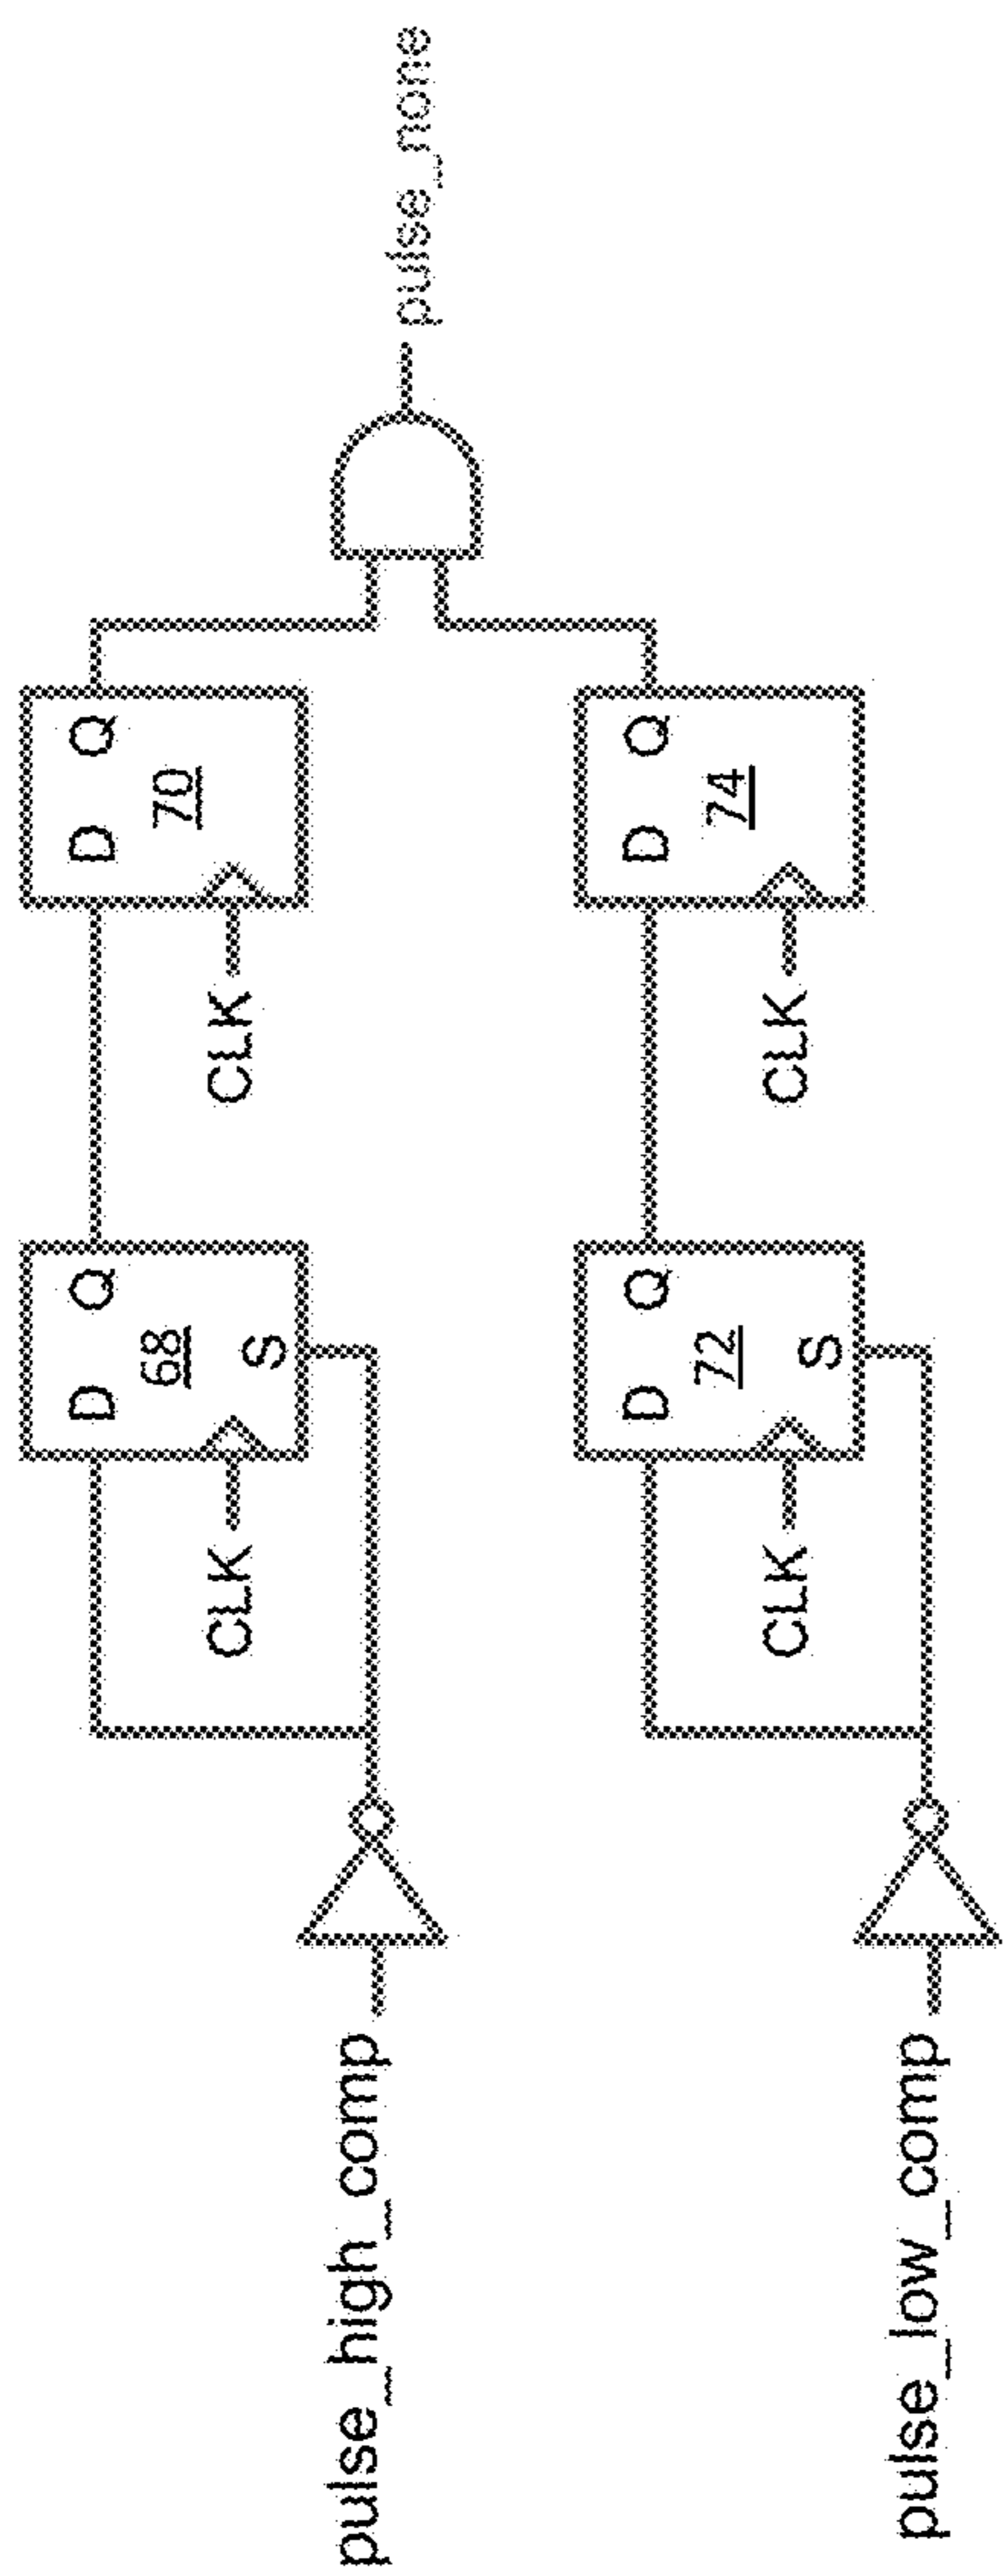 pulse_high_comp
D Q
68
S
CLK
D Q
70
CLK
pulse_none
pulse_low_comp
D Q
72
S
CLK
D Q
74
CLK